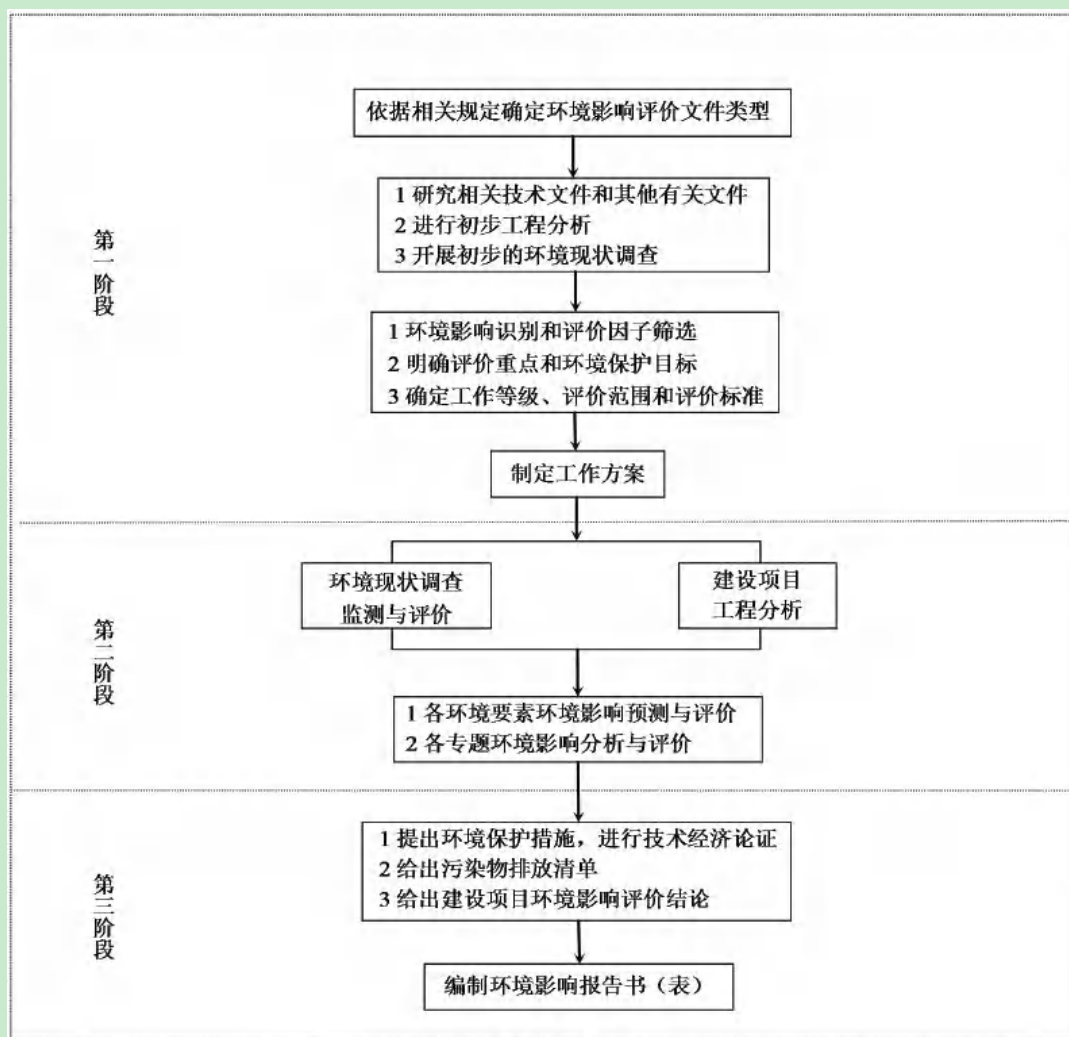 依据相关规定确定环境影响评价文件类型
1 研究相关技术文件和其他有关文件
2 进行初步工程分析
3 开展初步的环境现状调查
第一阶段
1 环境影响识别和评价因子筛选
2 明确评价重点和环境保护目标
3 确定工作等级、评价范围和评价标准
制定工作方案
环境现状调查
监测与评价
建设项目
工程分析
第二阶段
1 各环境要素环境影响预测与评价
2 各专题环境影响分析与评价
1 提出环境保护措施，进行技术经济论证
2 给出污染物排放清单
3 给出建设项目环境影响评价结论
第三阶段
编制环境影响报告书（表）